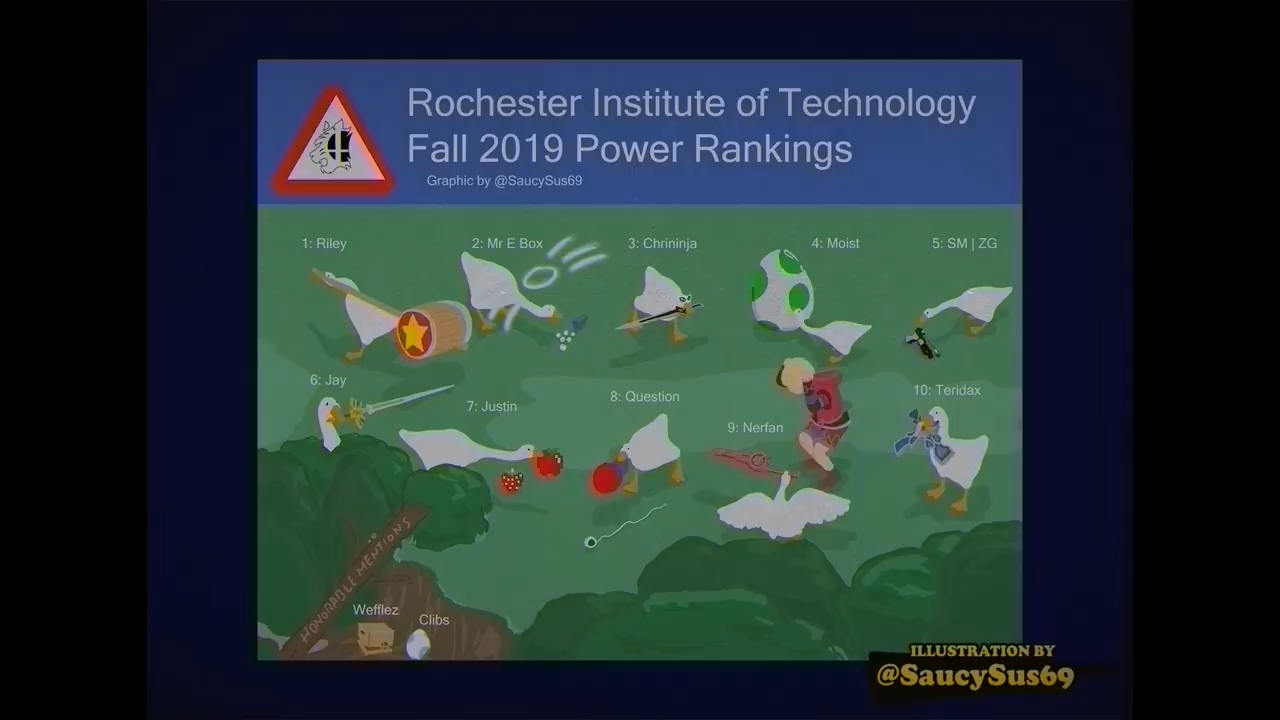 Rochester Institute of Technology
Fall 2019 Power Rankings
Graphic by @SaucySus69
1: Riley
2: Mr E Box
3: Chrininja
4: Moist
5: SM | ZG
6: Jay
7: Justin
8: Question
9: Nerfan
10: Teridax
HONORABLE MENTIONS
Wefflez
Clibs
ILLUSTRATION BY
@SaucySus69